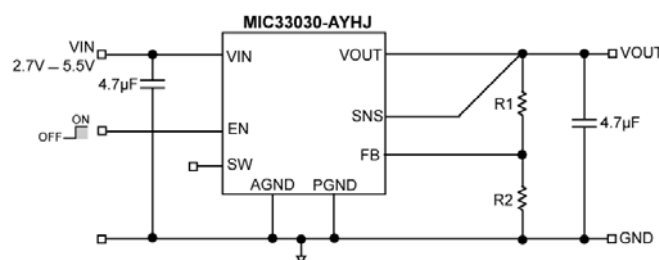 MIC33030-AYHJ
VIN
2.7V – 5.5V
4.7µF
VIN
VOUT
VOUT
R1
4.7µF
SNS
ON
OFF
EN
SW
FB
AGND
PGND
R2
GND